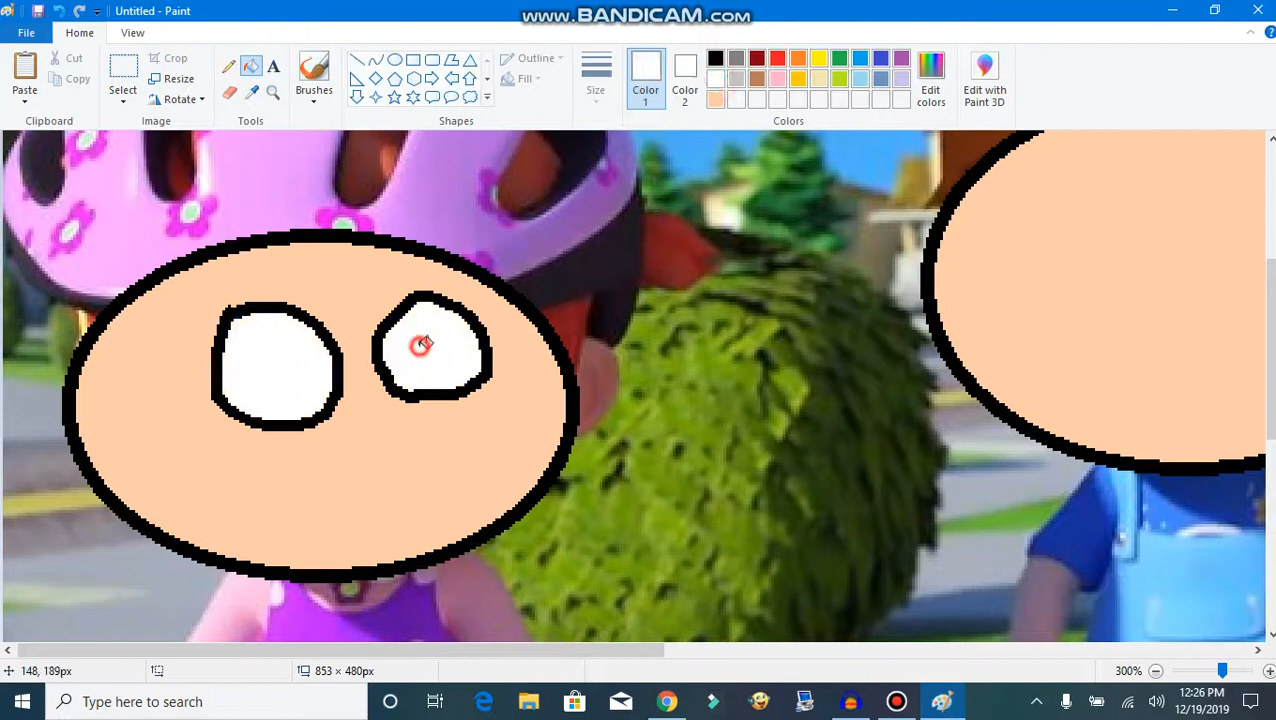 Untitled - Paint
www.BANDICAM.com
File
Home
View
Paste
Cut
Copy
Clipboard
Select
Crop
Resize
Rotate
Image
Tools
Brushes
Outline
Fill
Shapes
Size
Color 1
Color 2
Edit colors
Edit with Paint 3D
Colors
148, 189px
853 × 480px
300%
Type here to search
12:26 PM
12/19/2019